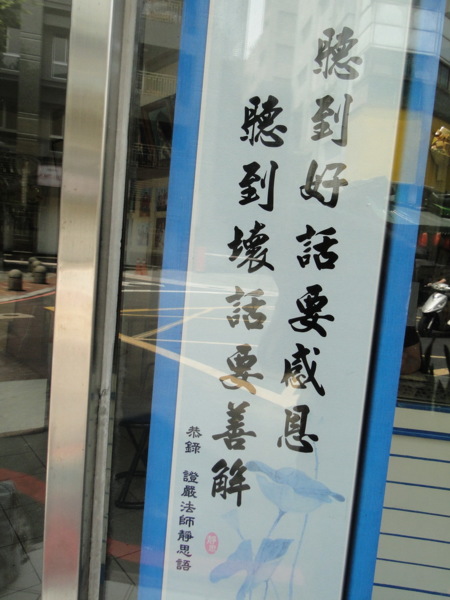 聽到好話要感恩
聽到壞話要善解
恭錄 證嚴法師靜思語